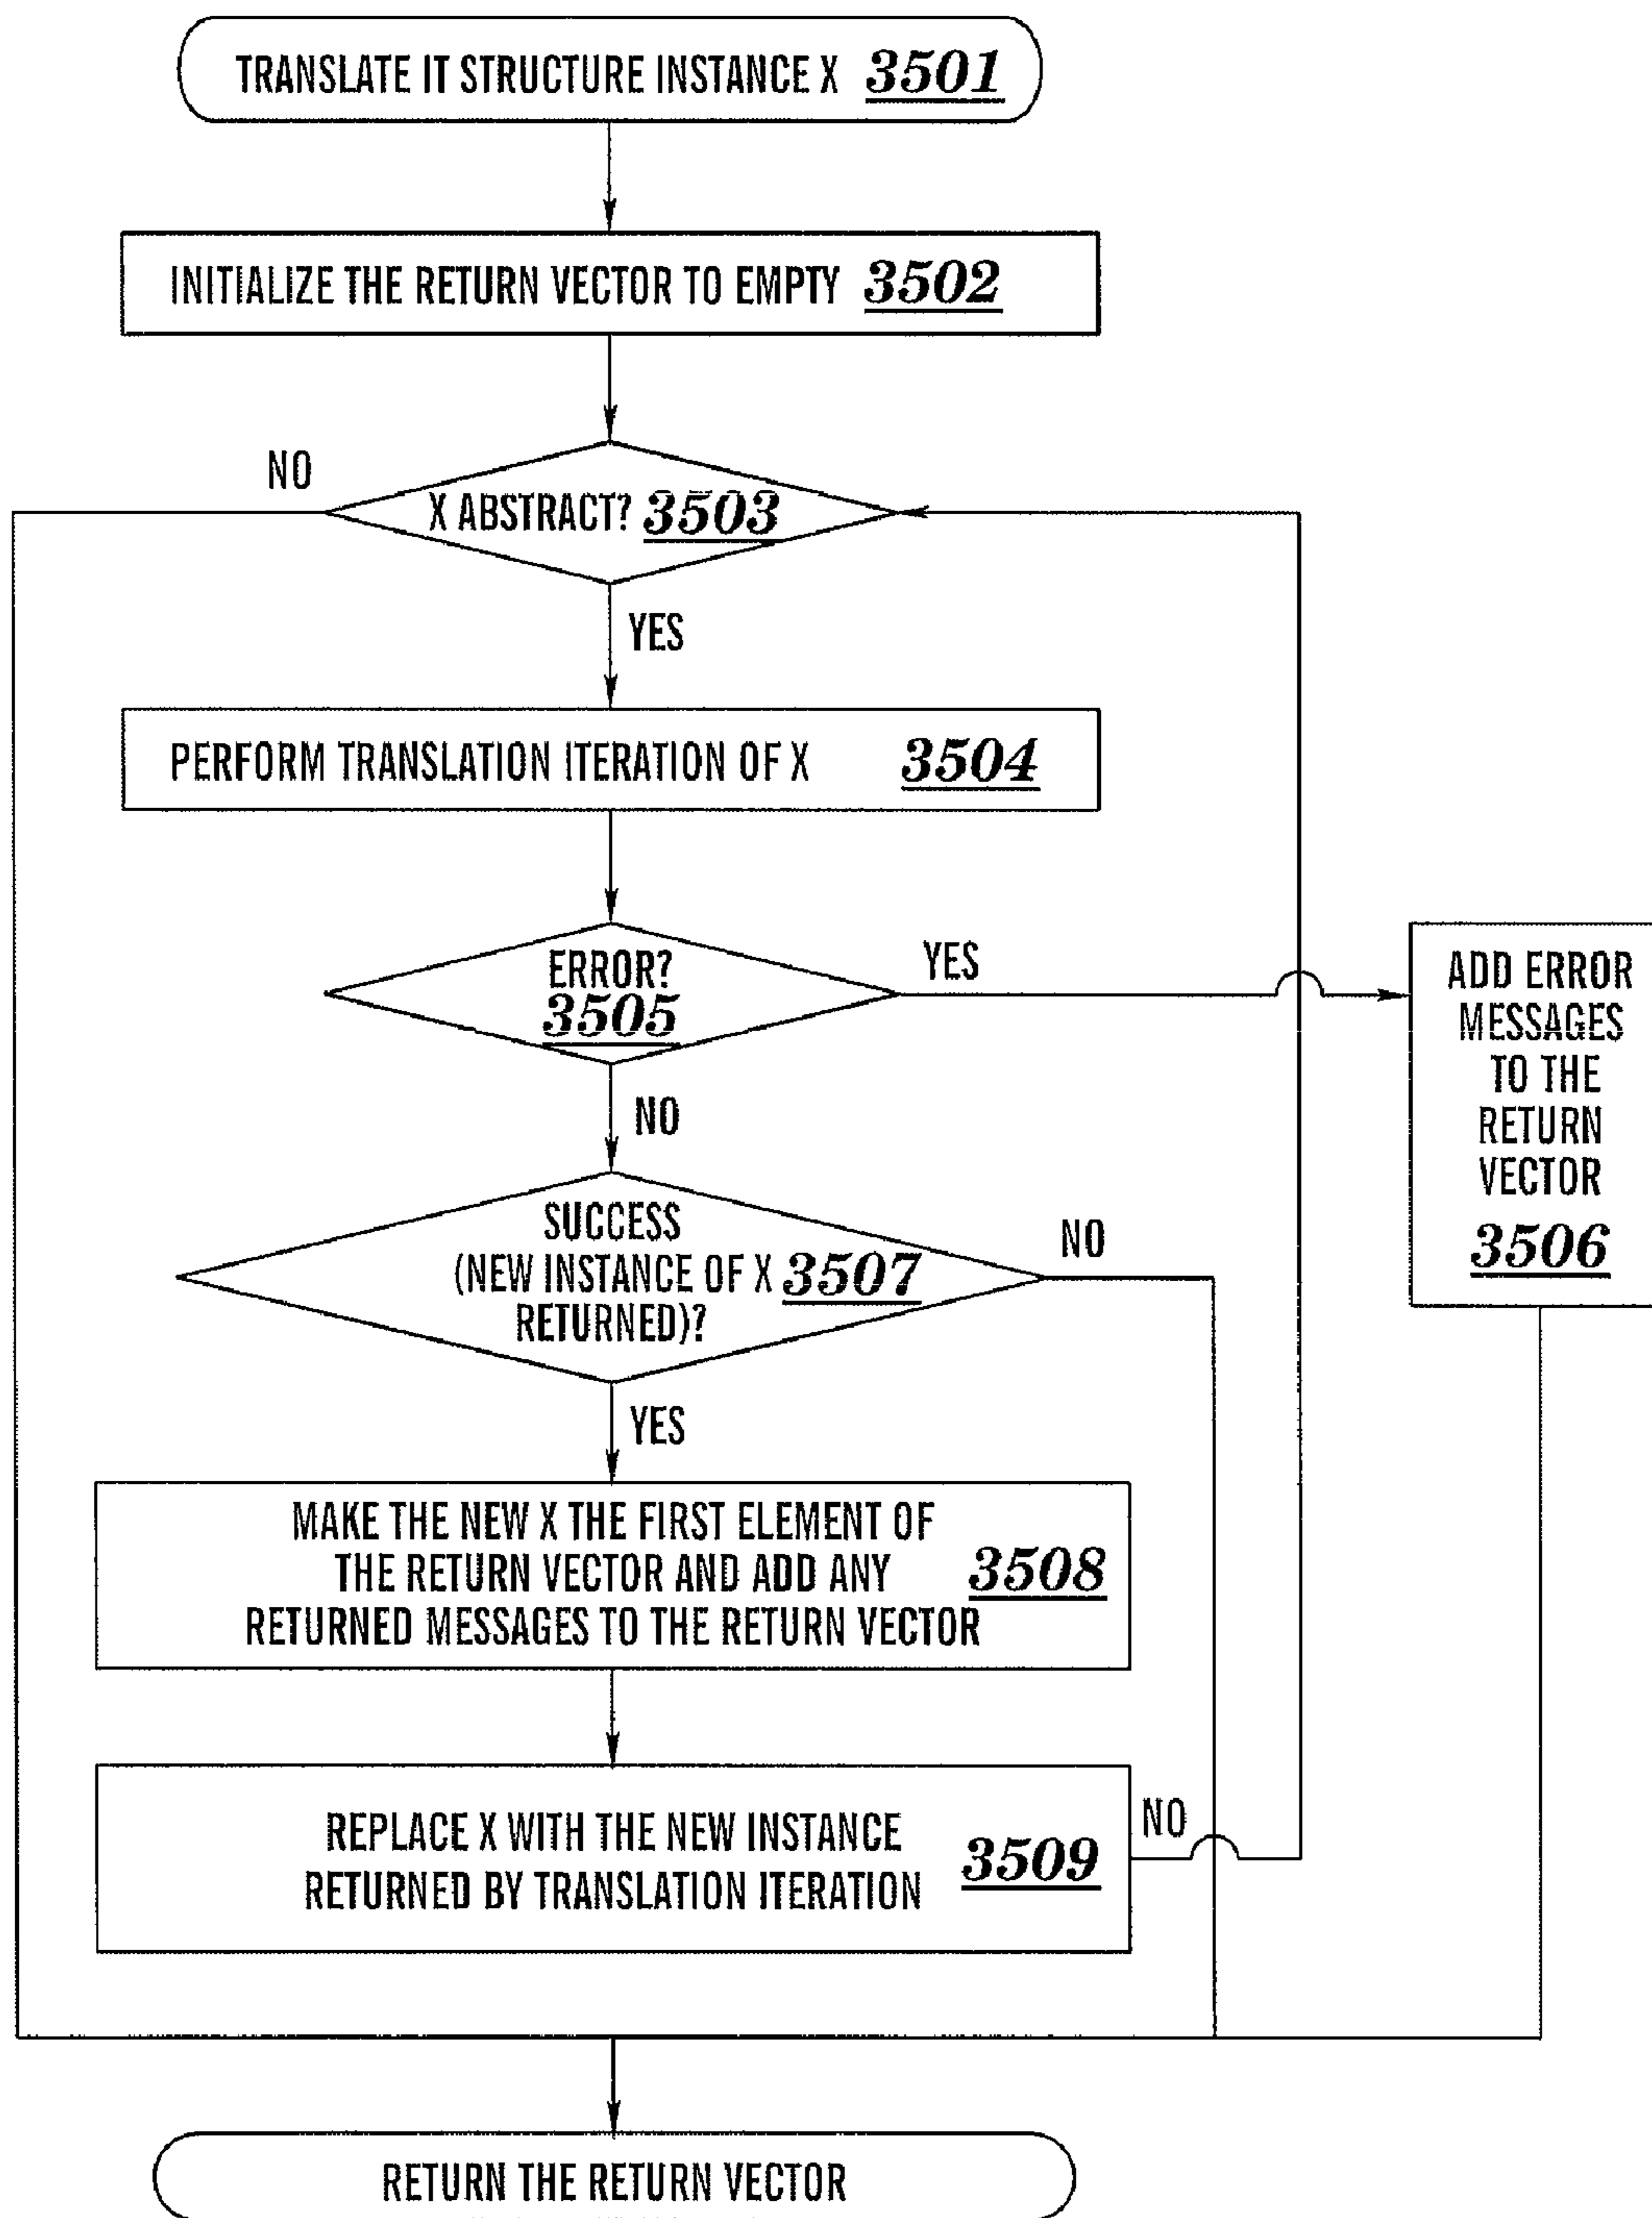 TRANSLATE IT STRUCTURE INSTANCE X 3501
INITIALIZE THE RETURN VECTOR TO EMPTY 3502
NO
X ABSTRACT? 3503
YES
PERFORM TRANSLATION ITERATION OF X 3504
ERROR?
3505
YES
ADD ERROR
MESSAGES
TO THE
RETURN
VECTOR
3506
NO
SUCCESS
(NEW INSTANCE OF X 3507
RETURNED)?
NO
YES
MAKE THE NEW X THE FIRST ELEMENT OF
THE RETURN VECTOR AND ADD ANY 3508
RETURNED MESSAGES TO THE RETURN VECTOR
REPLACE X WITH THE NEW INSTANCE
RETURNED BY TRANSLATION ITERATION 3509
NO
RETURN THE RETURN VECTOR